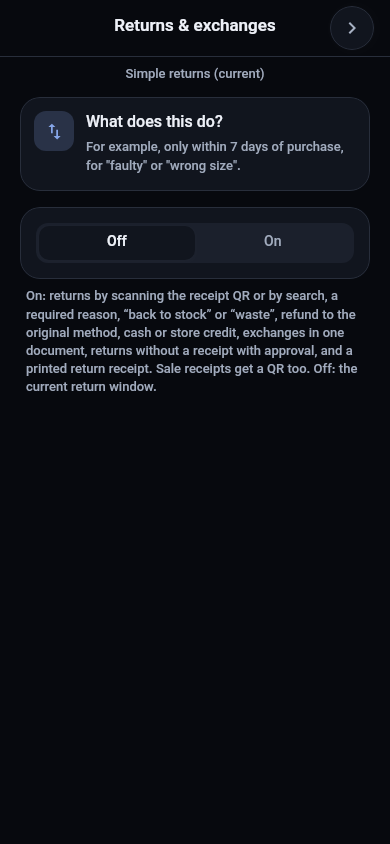 Returns & exchanges
Simple returns (current)
What does this do?
For example, only within 7 days of purchase,
for "faulty" or "wrong size".
Off
On
On: returns by scanning the receipt QR or by search, a
required reason, “back to stock” or “waste”, refund to the
original method, cash or store credit, exchanges in one
document, returns without a receipt with approval, and a
printed return receipt. Sale receipts get a QR too. Off: the
current return window.